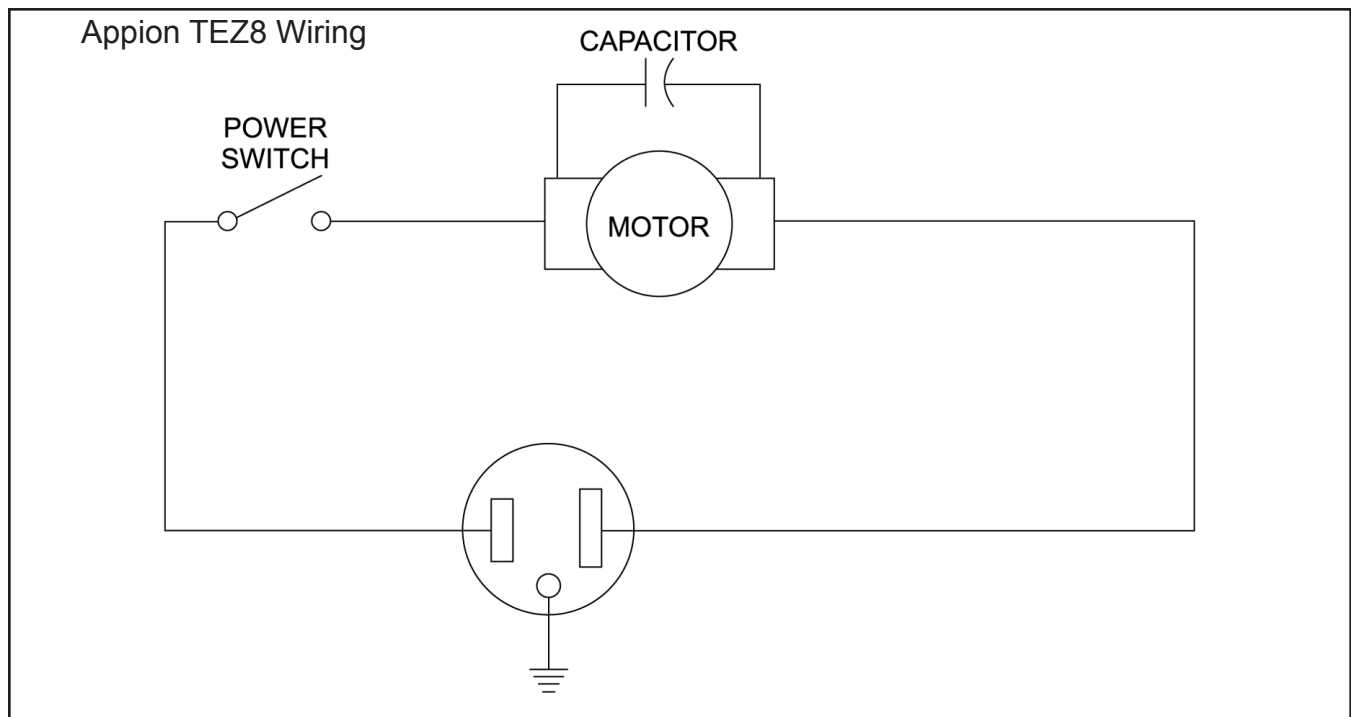 Appion TEZ8 Wiring
CAPACITOR
POWER
SWITCH
MOTOR